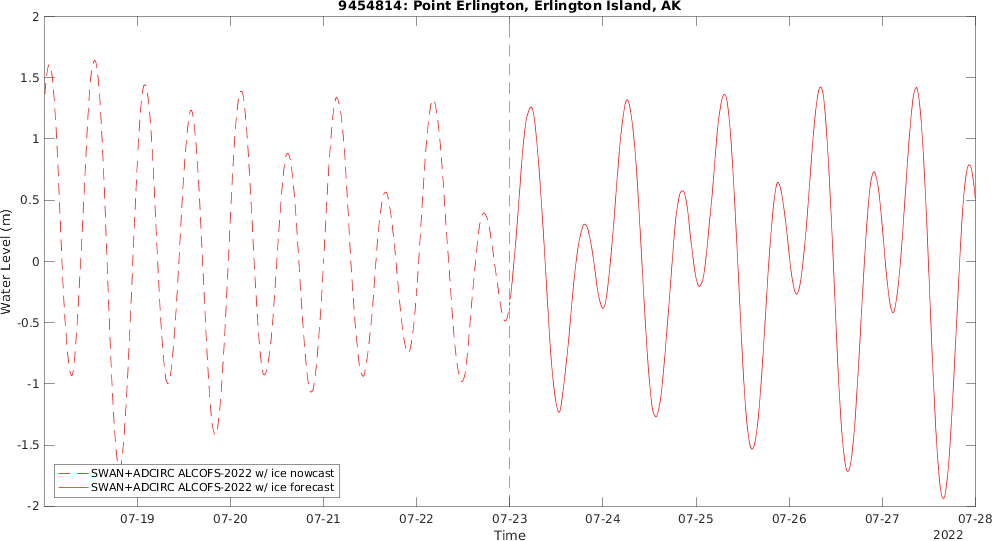 9454814: Point Erlington, Erlington Island, AK
2
1.5
1
0.5
0
-0.5
-1
-1.5
-2
Water Level (m)
SWAN+ADCIRC ALCOFS-2022 w/ ice nowcast
SWAN+ADCIRC ALCOFS-2022 w/ ice forecast
07-19 07-20 07-21 07-22 07-23 07-24 07-25 07-26 07-27 07-28
Time
2022